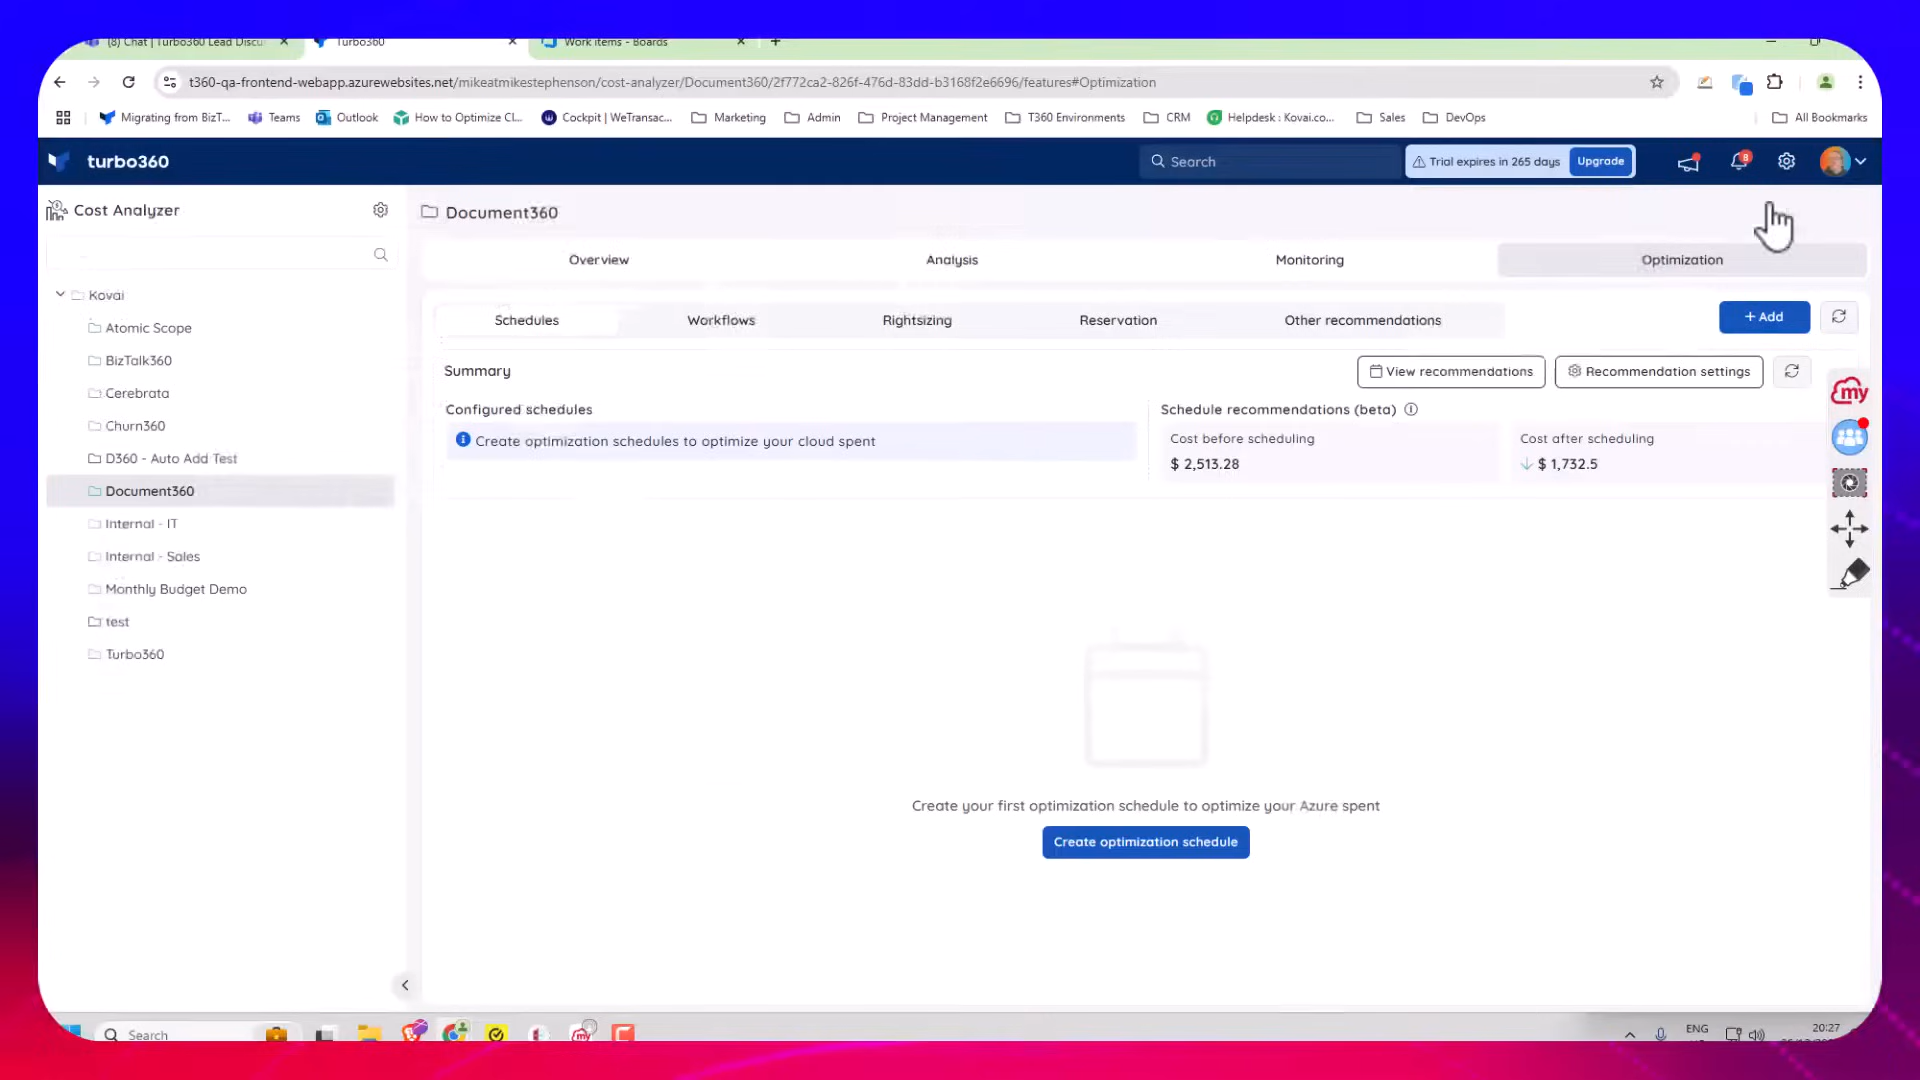 (8) Chat | Turbo360 Lead Discu
Turbo360
Work items - Boards
t360-qa-frontend-webapp.azurewebsites.net/mikeatmikestephenson/cost-analyzer/Document360/2f772ca2-826f-476d-83dd-b3168f2e6696/features#Optimization
Migrating from BizT...
Teams
Outlook
How to Optimize Cl...
Cockpit | WeTransac...
Marketing
Admin
Project Management
T360 Environments
CRM
Helpdesk : Kovai.co...
Sales
DevOps
All Bookmarks
turbo360
Search
Trial expires in 265 days
Upgrade
8
Cost Analyzer
Document360
Overview
Analysis
Monitoring
Optimization
Kovai
Atomic Scope
BizTalk360
Cerebrata
Churn360
D360 - Auto Add Test
Document360
Internal - IT
Internal - Sales
Monthly Budget Demo
test
Turbo360
Schedules
Workflows
Rightsizing
Reservation
Other recommendations
+ Add
Summary
View recommendations
Recommendation settings
Configured schedules
Create optimization schedules to optimize your cloud spent
Schedule recommendations (beta)
Cost before scheduling
$ 2,513.28
Cost after scheduling
$ 1,732.5
my
Create your first optimization schedule to optimize your Azure spent
Create optimization schedule
Search
my
ENG
20:27